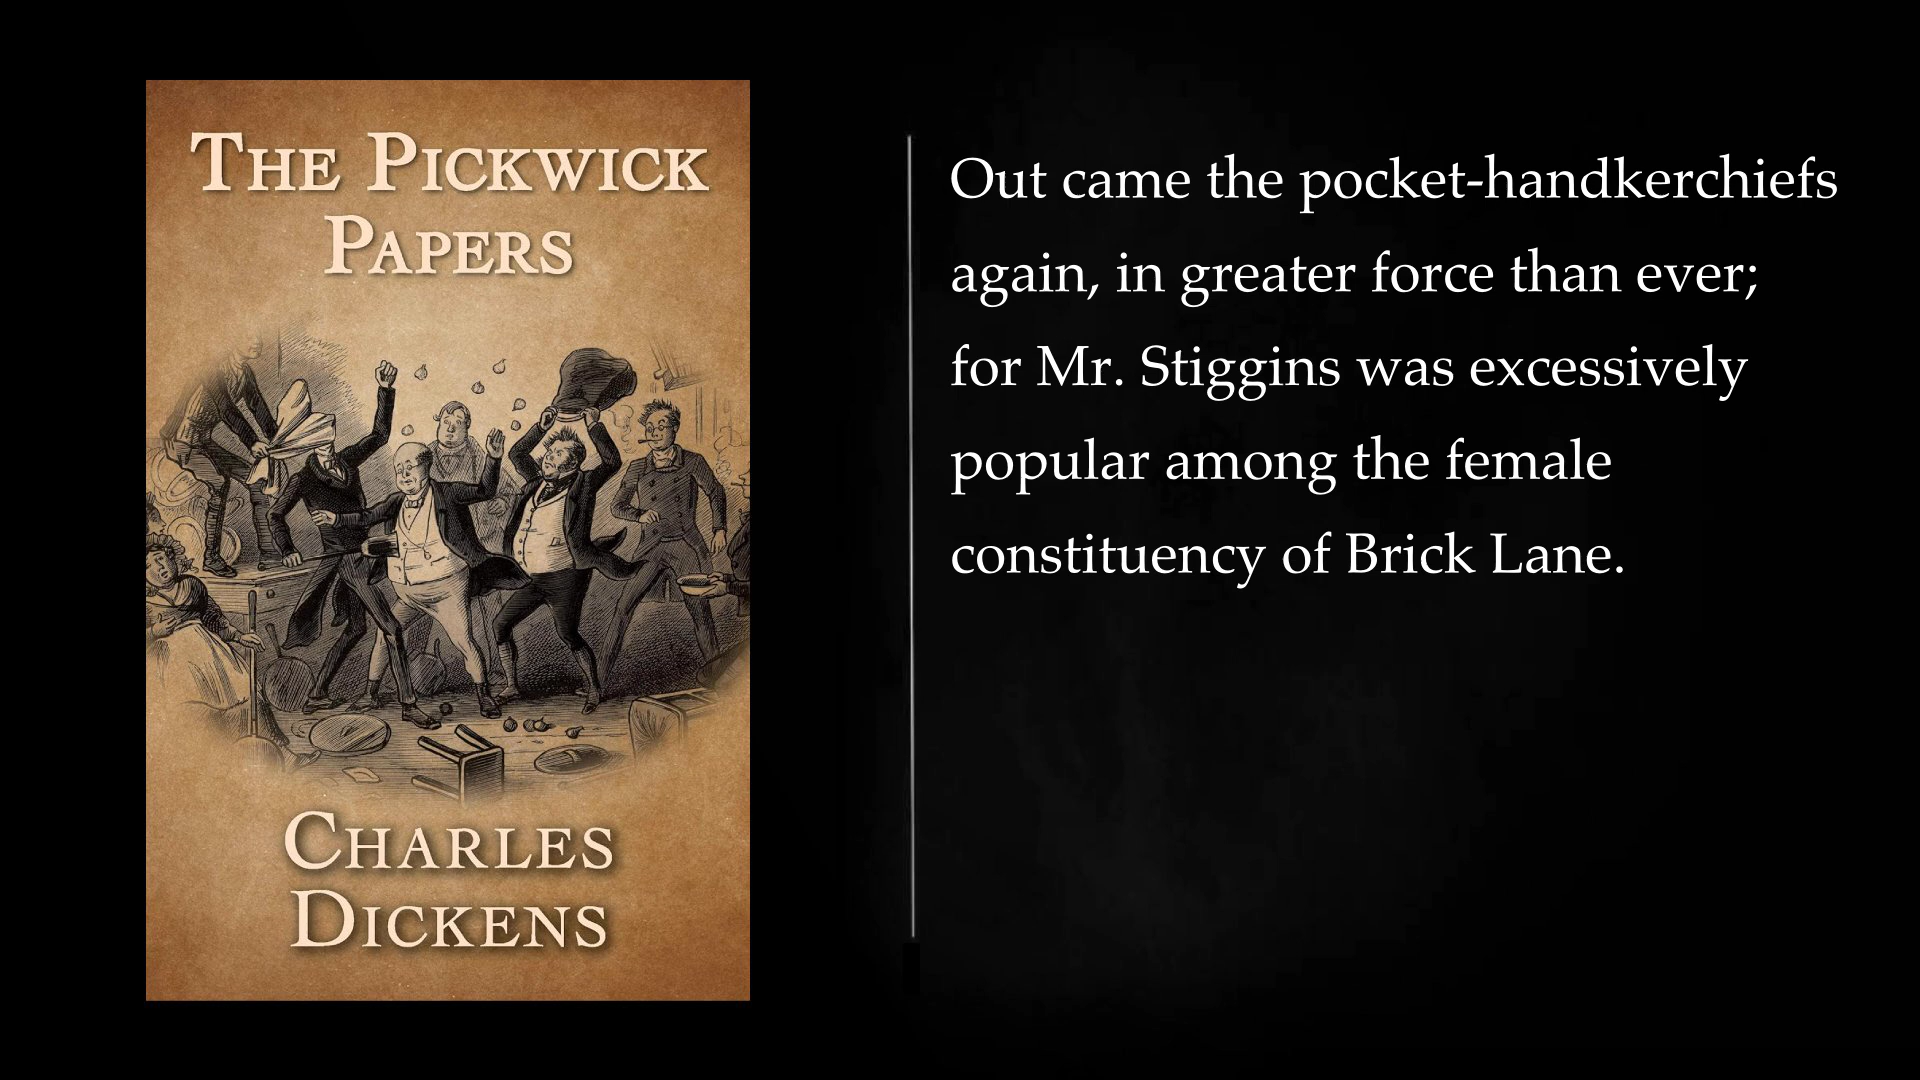 The Pickwick
Papers
Charles
Dickens
Out came the pocket-handkerchiefs
again, in greater force than ever;
for Mr. Stiggins was excessively
popular among the female
constituency of Brick Lane.